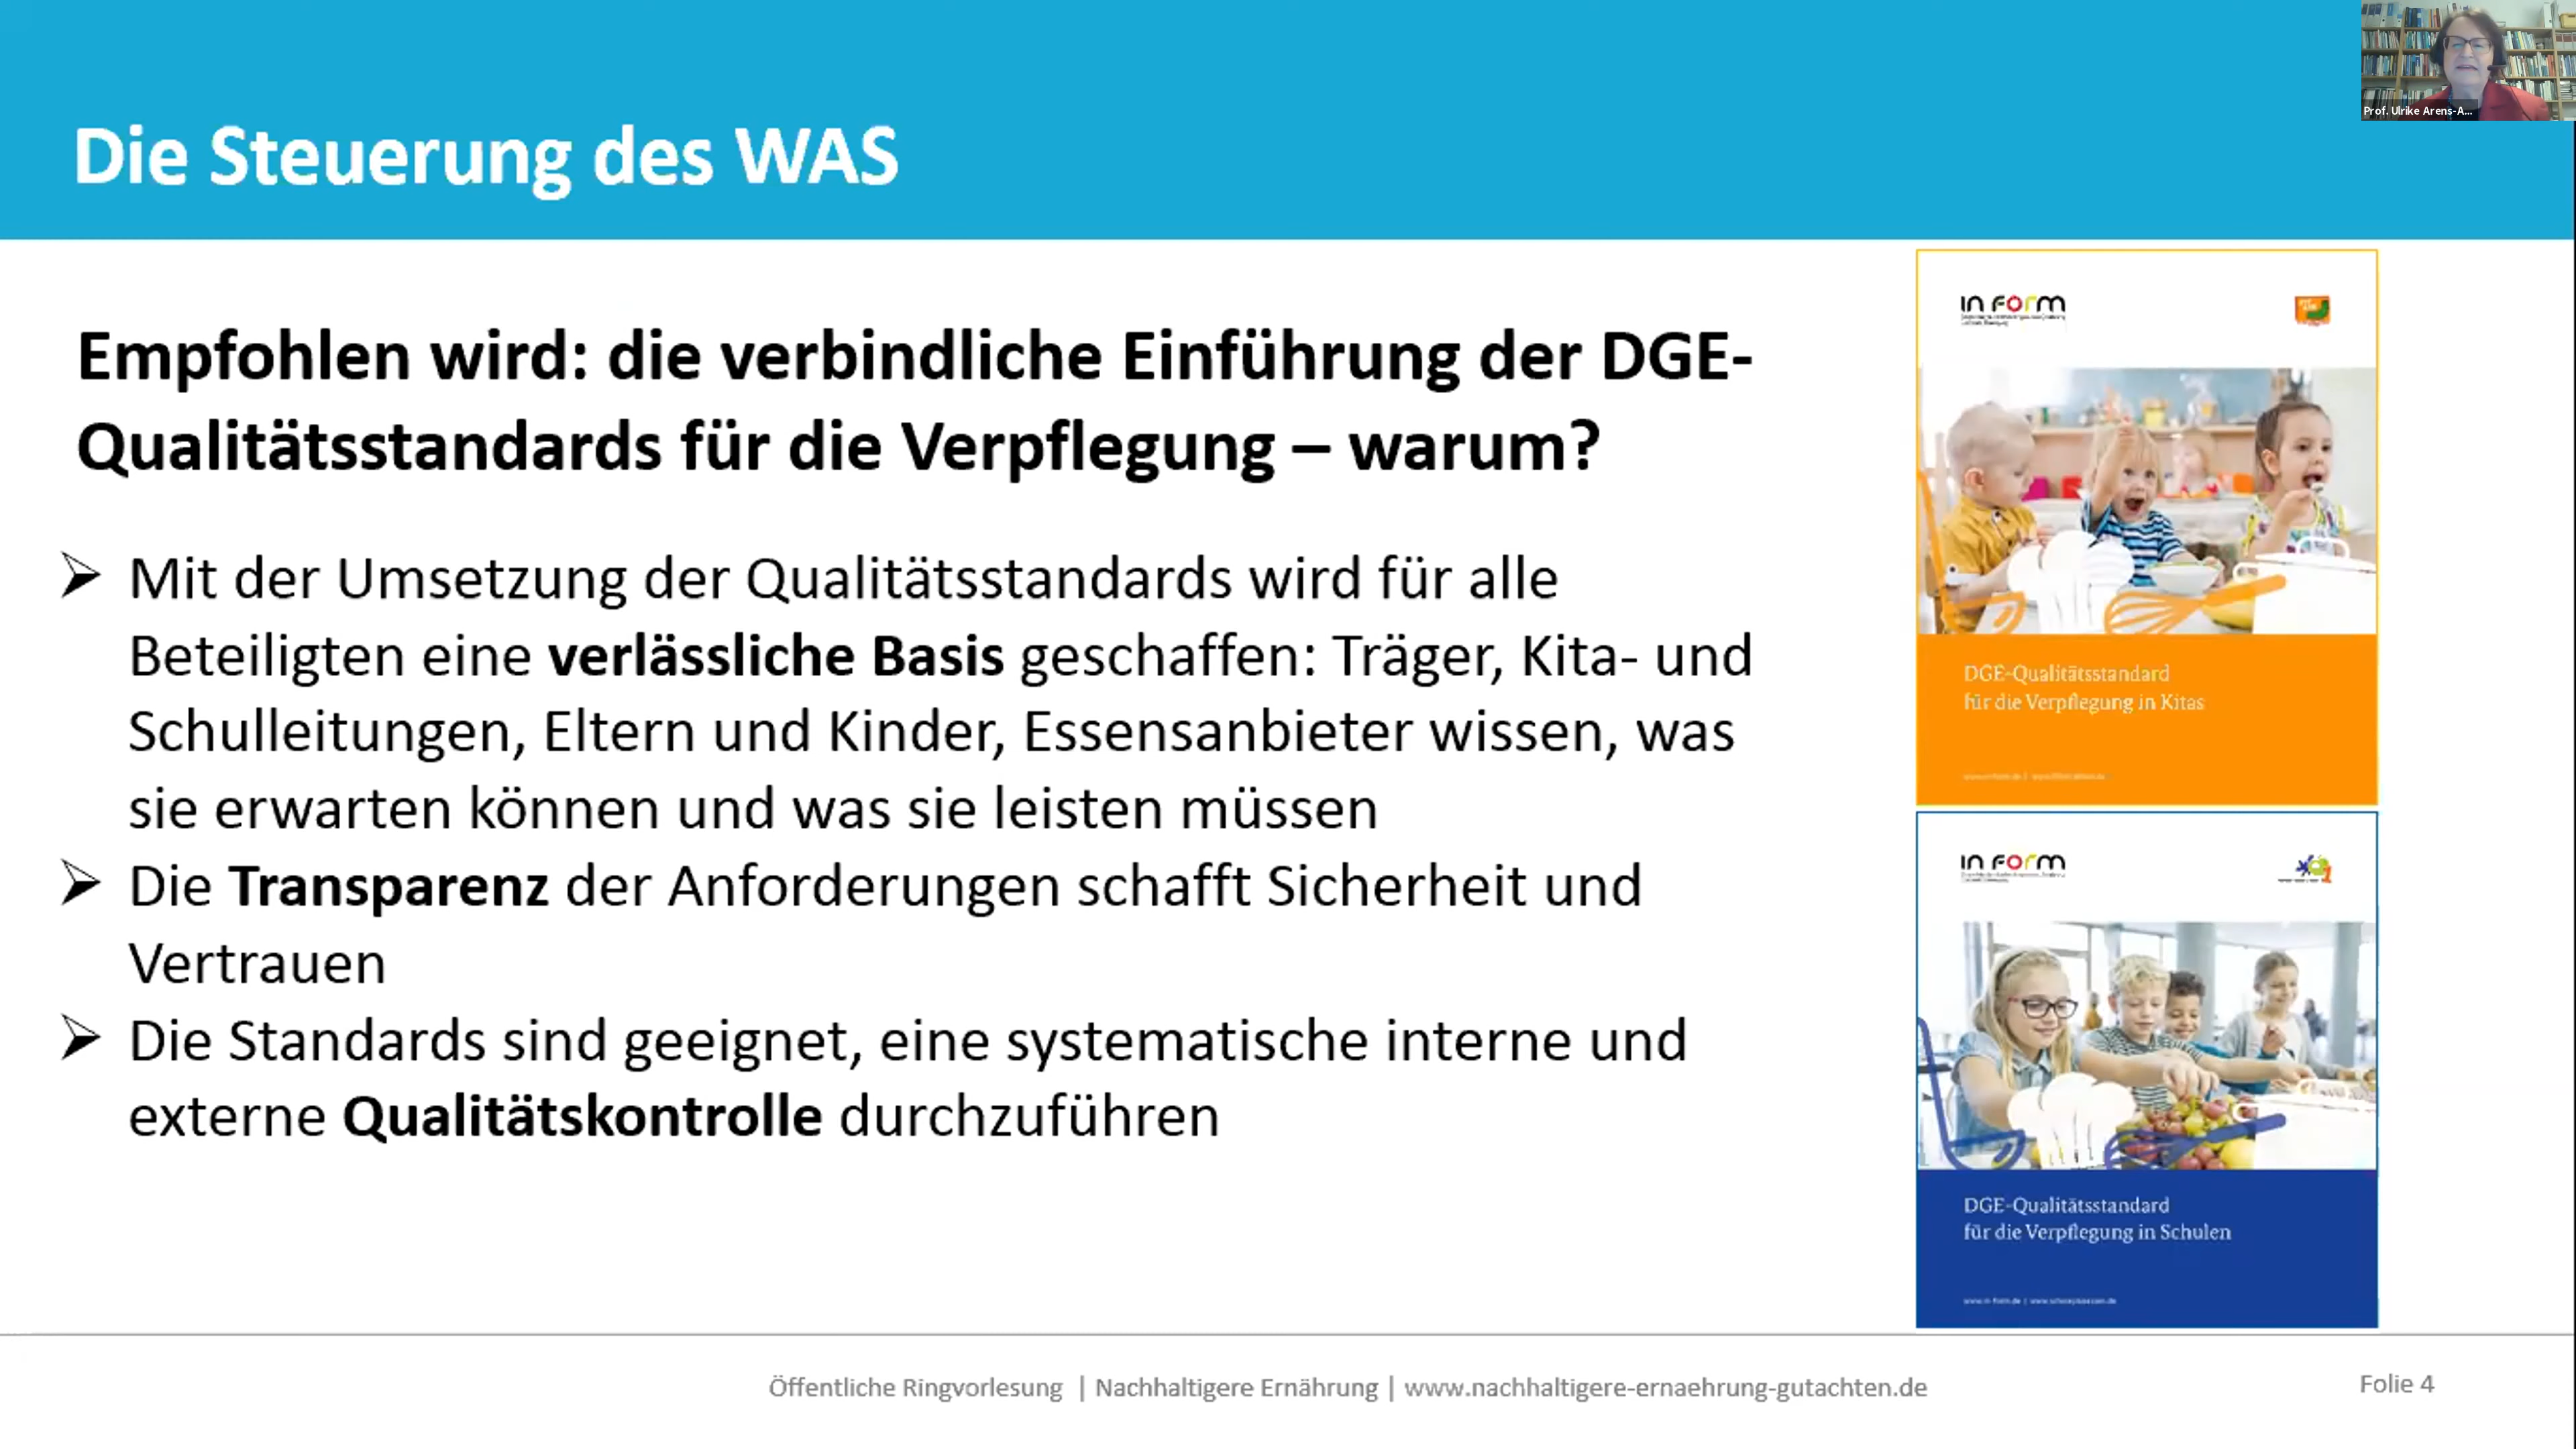 Prof. Ulrike Arens-A...
Die Steuerung des WAS
Empfohlen wird: die verbindliche Einführung der DGE-
Qualitätsstandards für die Verpflegung – warum?
➢ Mit der Umsetzung der Qualitätsstandards wird für alle
Beteiligten eine verlässliche Basis geschaffen: Träger, Kita- und
Schulleitungen, Eltern und Kinder, Essensanbieter wissen, was
sie erwarten können und was sie leisten müssen
➢ Die Transparenz der Anforderungen schafft Sicherheit und
Vertrauen
➢ Die Standards sind geeignet, eine systematische interne und
externe Qualitätskontrolle durchzuführen
IN FORM
DGE-Qualitätsstandard
für die Verpflegung in Kitas
IN FORM
DGE-Qualitätsstandard
für die Verpflegung in Schulen
Öffentliche Ringvorlesung | Nachhaltigere Ernährung | www.nachhaltigere-ernaehrung-gutachten.de
Folie 4